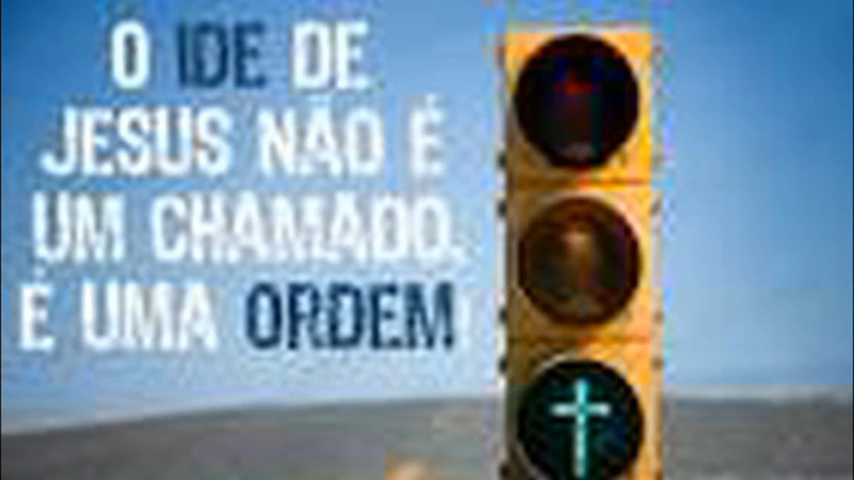 O IDE DE
JESUS NÃO É
UM CHAMADO.
É UMA ORDEM